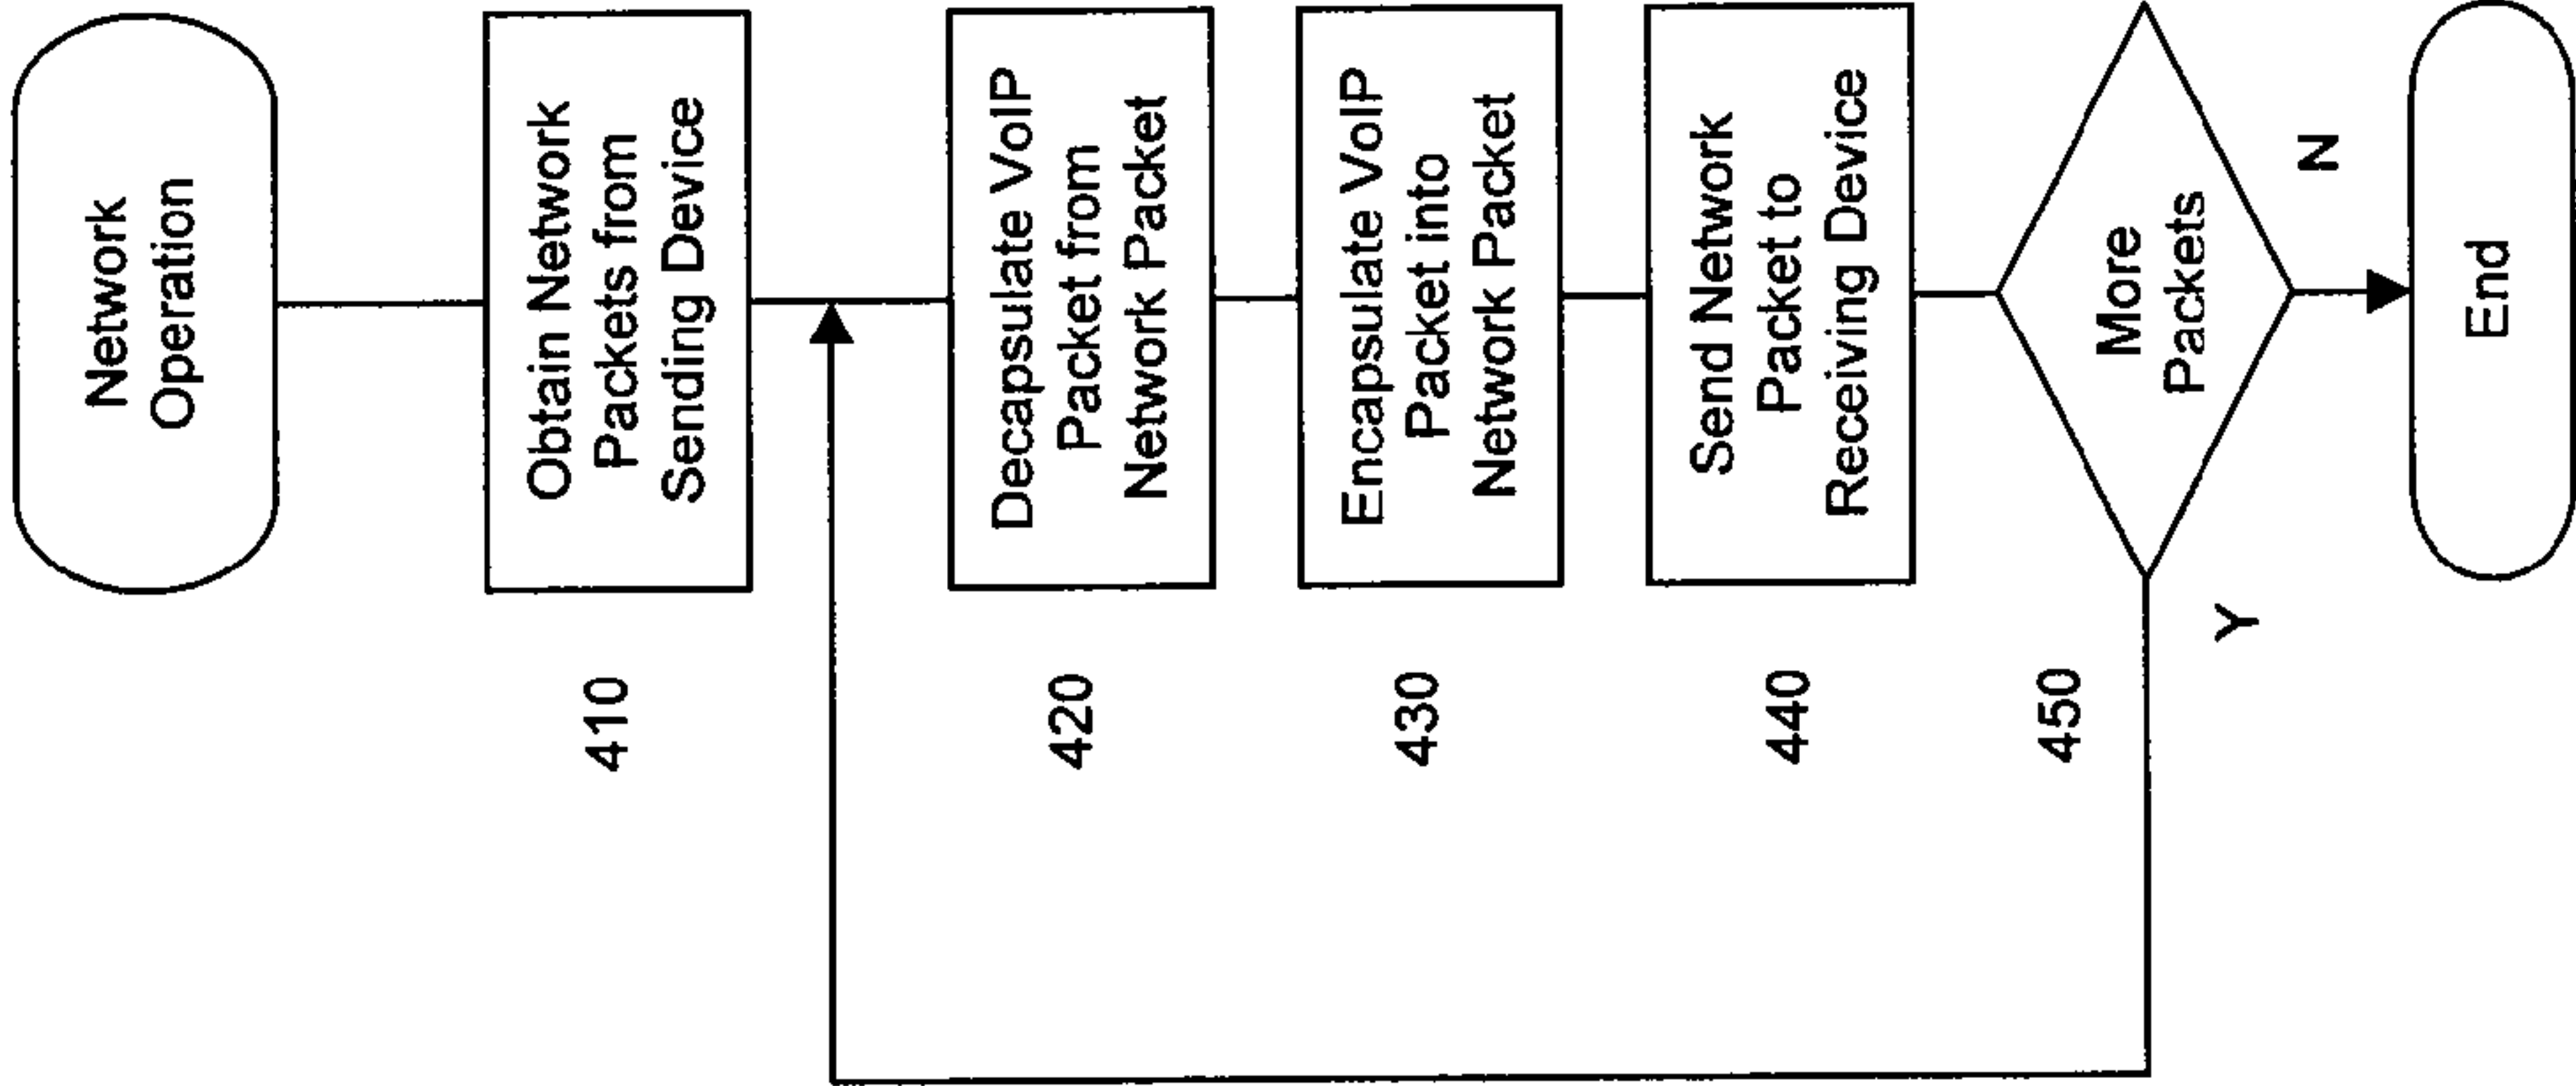 Network
Operation
410
Obtain Network
Packets from
Sending Device
420
Decapsulate VoIP
Packet from
Network Packet
430
Encapsulate VoIP
Packet into
Network Packet
440
Send Network
Packet to
Receiving Device
450
More
Packets
Y
N
End